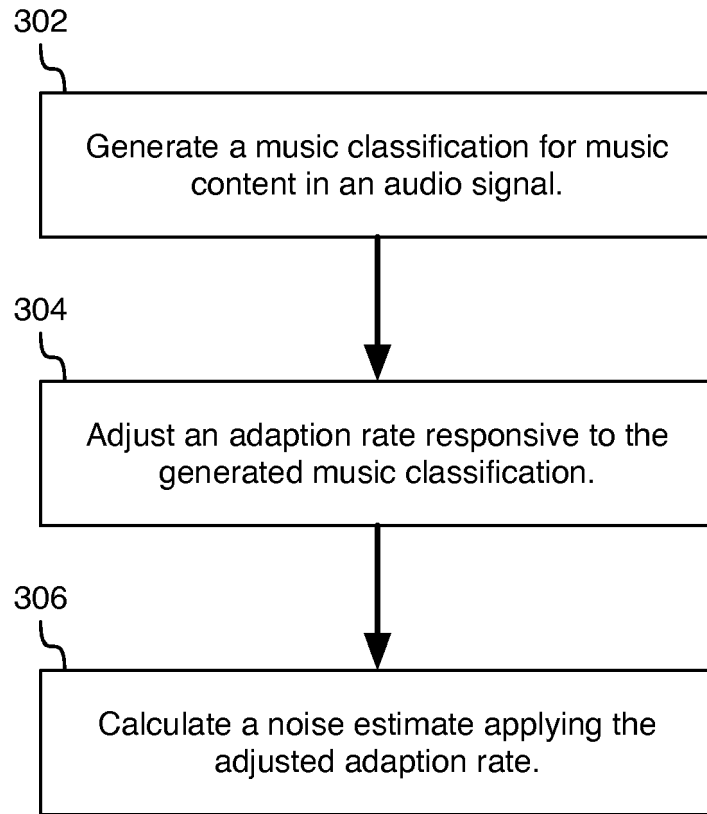 302
Generate a music classification for music
content in an audio signal.
304
Adjust an adaption rate responsive to the
generated music classification.
306
Calculate a noise estimate applying the
adjusted adaption rate.